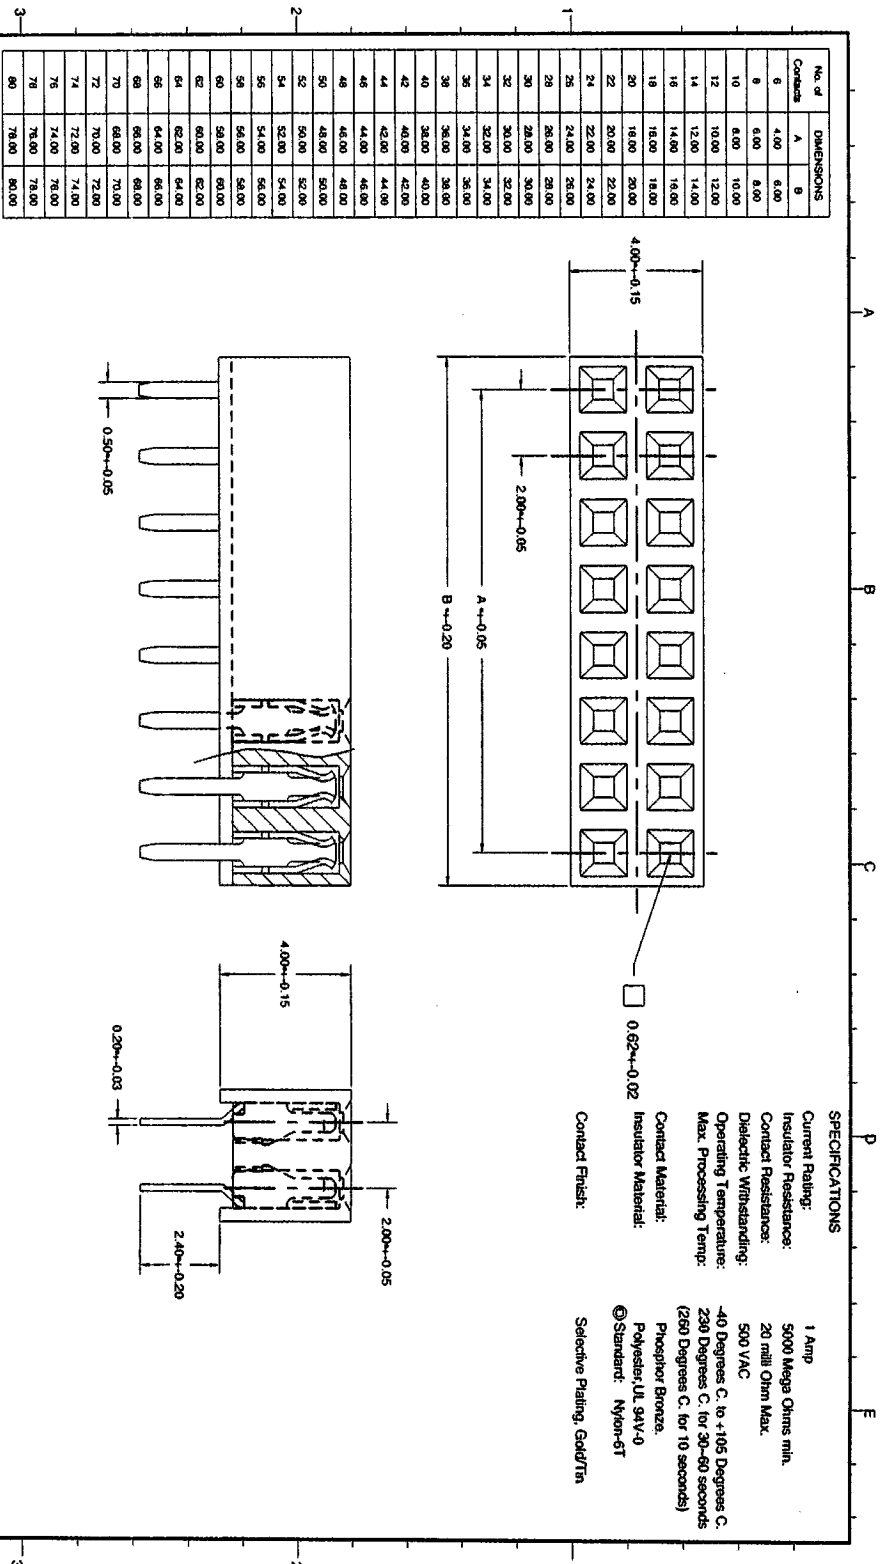 3
2
1
A
B
C
D
E
No. of Contacts
DIMENSIONS
A B
6 4.00 6.00
8 6.00 8.00
10 8.00 10.00
12 10.00 12.00
14 12.00 14.00
16 14.00 16.00
18 16.00 18.00
20 18.00 20.00
22 20.00 22.00
24 22.00 24.00
26 24.00 26.00
28 26.00 28.00
30 28.00 30.00
32 30.00 32.00
34 32.00 34.00
36 34.00 36.00
38 36.00 38.00
40 38.00 40.00
42 40.00 42.00
44 42.00 44.00
46 44.00 46.00
48 46.00 48.00
50 48.00 50.00
52 50.00 52.00
54 52.00 54.00
56 54.00 56.00
58 56.00 58.00
60 58.00 60.00
62 60.00 62.00
64 62.00 64.00
66 64.00 66.00
68 66.00 68.00
70 68.00 70.00
72 70.00 72.00
74 72.00 74.00
76 74.00 76.00
78 76.00 78.00
80 78.00 80.00
4.00+-0.15
2.00+-0.05
A +-0.05
B +-0.20
0.62+-0.02
0.50+-0.05
4.00+-0.15
0.20+-0.03
2.00+-0.05
2.40+-0.20
SPECIFICATIONS
Current Rating: 1 Amp
Insulator Resistance: 5000 Mega Ohms min.
Contact Resistance: 20 milli Ohm Max.
Dielectric Withstanding: 500 VAC
Operating Temperature: -40 Degrees C. to +105 Degrees C.
Max. Processing Temp: 230 Degrees C. for 30-60 seconds
(260 Degrees C. for 10 seconds)
Contact Material: Phosphor Bronze.
Insulator Material: Polyester,UL 94V-0
Standard: Nylon-6T
Contact Finish: Selective Plating, Gold/Tin
3
2